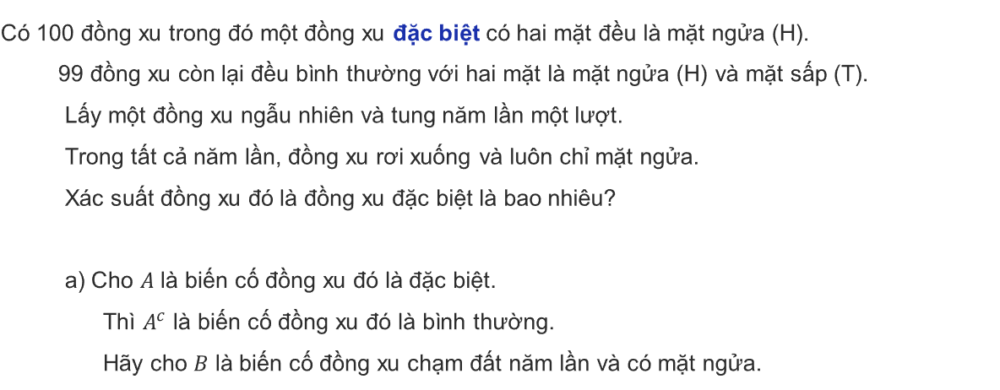 Có 100 đồng xu trong đó một đồng xu đặc biệt có hai mặt đều là mặt ngửa (H).
99 đồng xu còn lại đều bình thường với hai mặt là mặt ngửa (H) và mặt sấp (T).
Lấy một đồng xu ngẫu nhiên và tung năm lần một lượt.
Trong tất cả năm lần, đồng xu rơi xuống và luôn chỉ mặt ngửa.
Xác suất đồng xu đó là đồng xu đặc biệt là bao nhiêu?
a) Cho A là biến cố đồng xu đó là đặc biệt.
Thì Aᶜ là biến cố đồng xu đó là bình thường.
Hãy cho B là biến cố đồng xu chạm đất năm lần và có mặt ngửa.